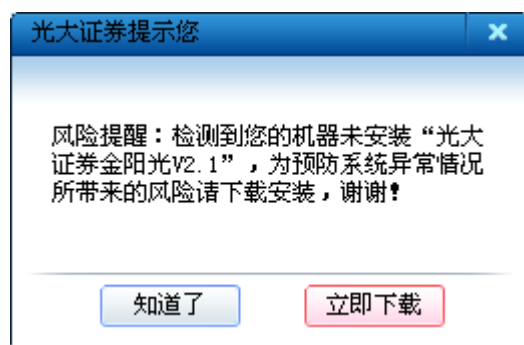 光大证券提示您
风险提醒：检测到您的机器未安装“光大
证券金阳光V2.1”，为预防系统异常情况
所带来的风险请下载安装，谢谢！
知道了
立即下载